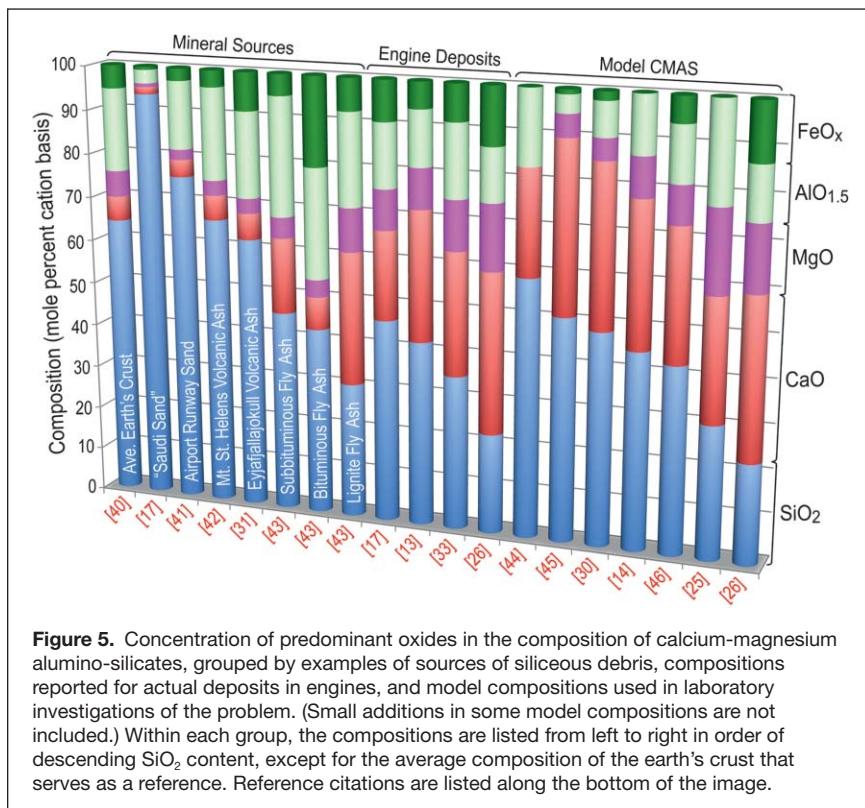 Mineral Sources
Engine Deposits
Model CMAS
Composition (mole percent cation basis)
100
90
80
70
60
50
40
30
20
10
0
Ave. Earth's Crust
"Saudi Sand"
Airport Runway Sand
Mt. St. Helens Volcanic Ash
Eyjafjallajokull Volcanic Ash
Subbituminous Fly Ash
Bituminous Fly Ash
Lignite Fly Ash
FeOₓ
AlO₁.₅
MgO
CaO
SiO₂
[40]
[17]
[41]
[42]
[31]
[43]
[43]
[43]
[17]
[13]
[33]
[26]
[44]
[45]
[30]
[14]
[46]
[25]
[26]
Figure 5. Concentration of predominant oxides in the composition of calcium-magnesium
alumino-silicates, grouped by examples of sources of siliceous debris, compositions
reported for actual deposits in engines, and model compositions used in laboratory
investigations of the problem. (Small additions in some model compositions are not
included.) Within each group, the compositions are listed from left to right in order of
descending SiO₂ content, except for the average composition of the earth's crust that
serves as a reference. Reference citations are listed along the bottom of the image.